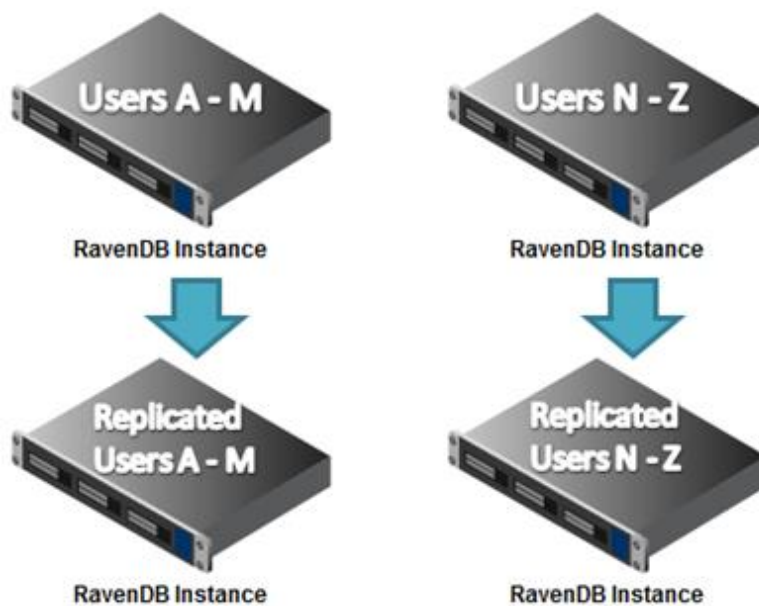 Users A - M
Users N - Z
RavenDB Instance
RavenDB Instance
Replicated
Users A - M
Replicated
Users N - Z
RavenDB Instance
RavenDB Instance